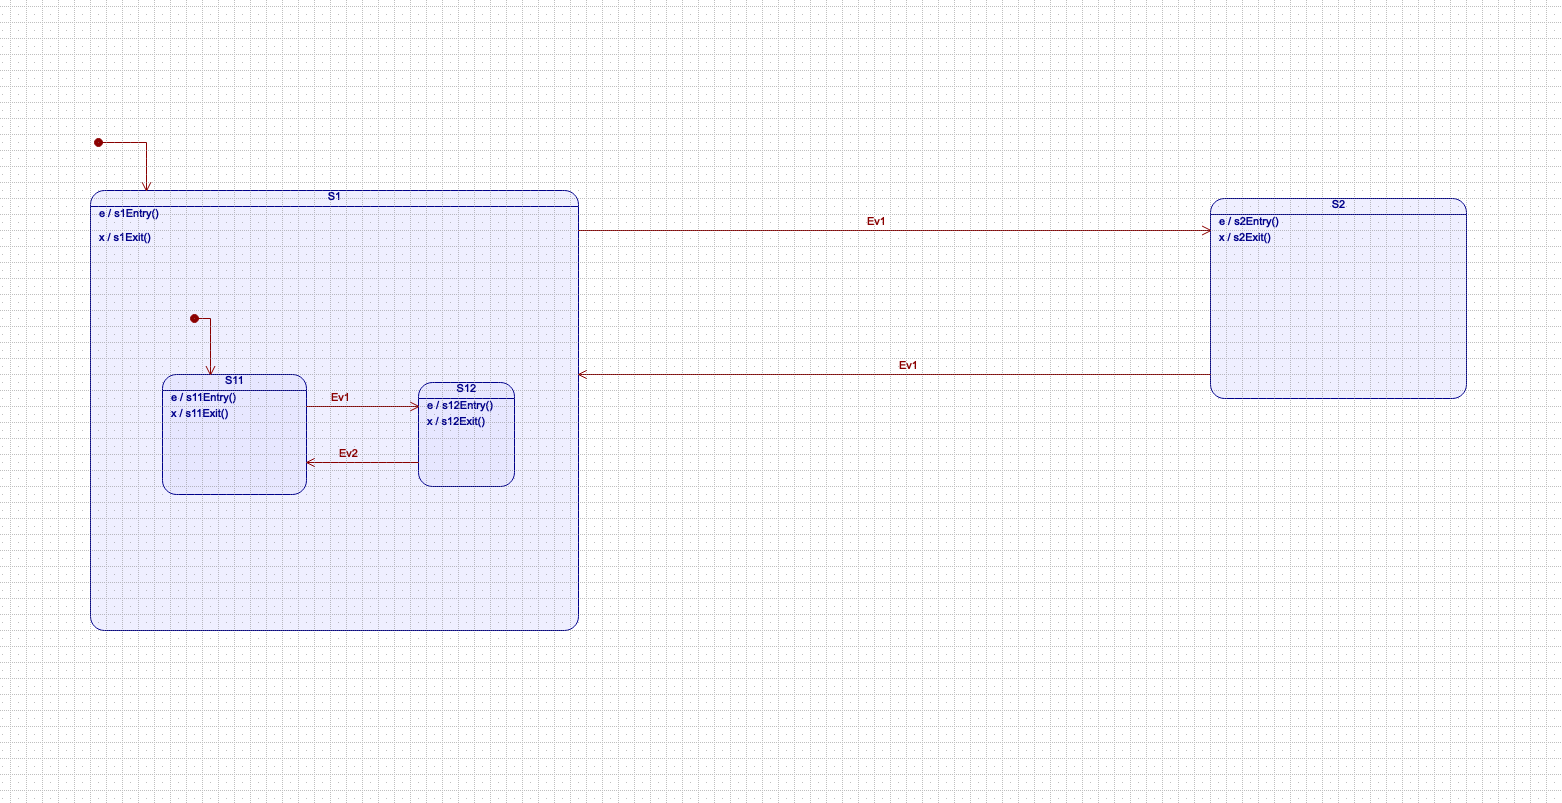 S1
e / s1Entry()
x / s1Exit()
Ev1
S2
e / s2Entry()
x / s2Exit()
Ev1
S11
e / s11Entry()
x / s11Exit()
Ev1
S12
e / s12Entry()
x / s12Exit()
Ev2